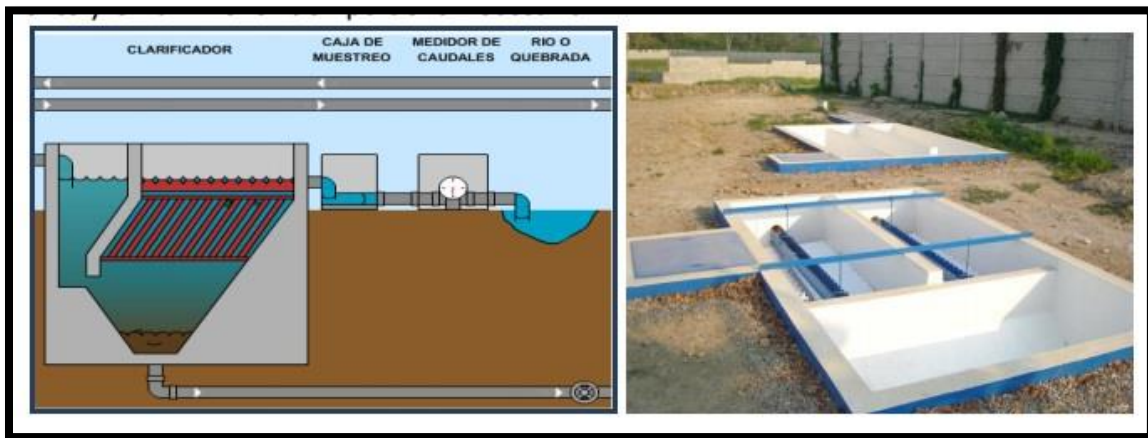 CLARIFICADOR
CAJA DE
MUESTREO
MEDIDOR DE
CAUDALES
RIO O
QUEBRADA